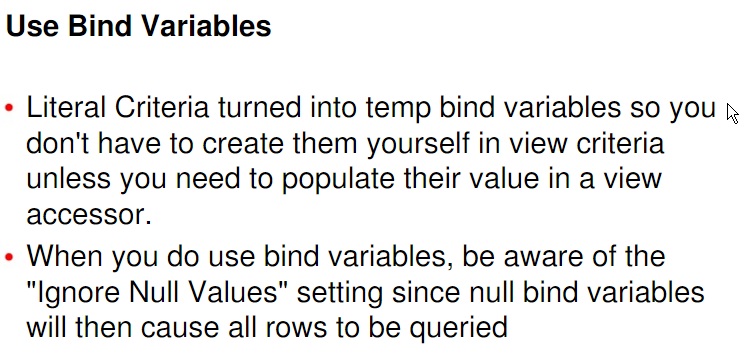 Use Bind Variables
• Literal Criteria turned into temp bind variables so you
don't have to create them yourself in view criteria
unless you need to populate their value in a view
accessor.
• When you do use bind variables, be aware of the
"Ignore Null Values" setting since null bind variables
will then cause all rows to be queried